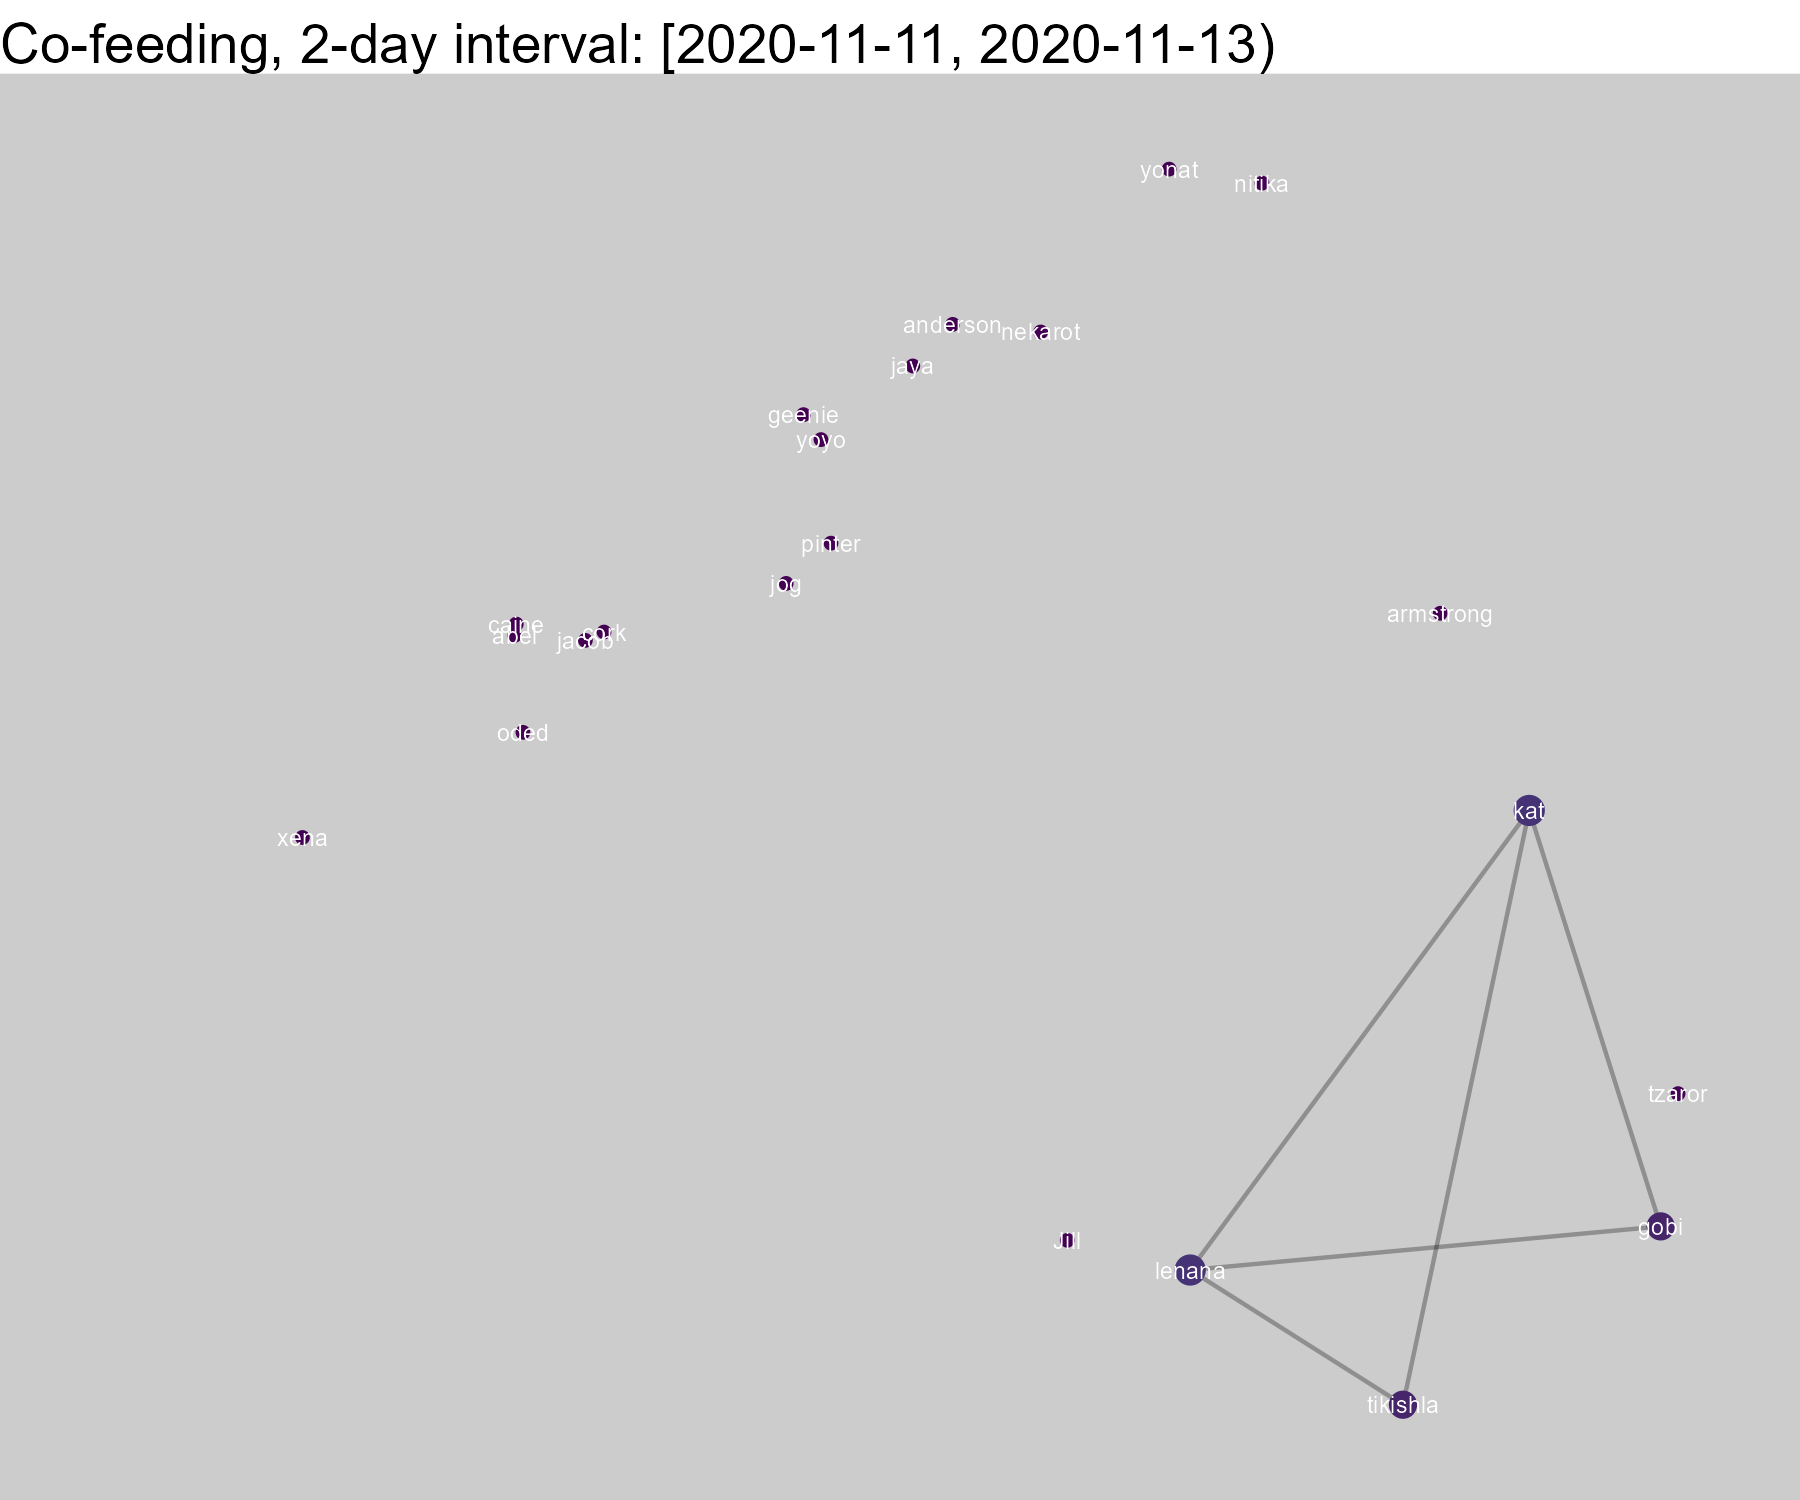 Co-feeding, 2-day interval: [2020-11-11, 2020-11-13)
yonat
nitika
anderson
nekarot
jaya
geenie
yoyo
pinter
jog
armstrong
caine
abel
cork
jacob
oded
kat
xena
tzaror
gobi
Jill
lenana
tikishla